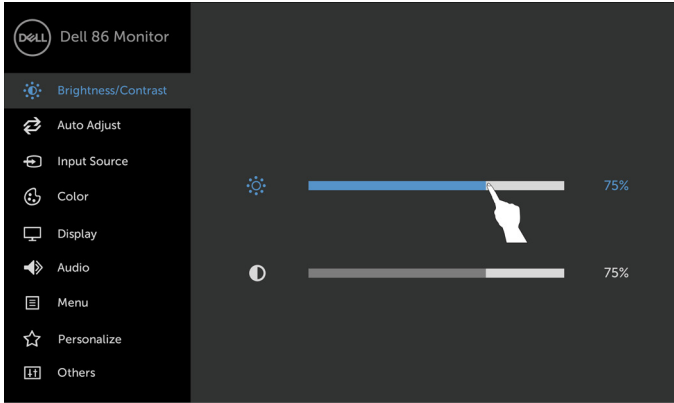 DELL Dell 86 Monitor
Brightness/Contrast
Auto Adjust
Input Source
Color
Display
Audio
Menu
Personalize
Others
75%
75%